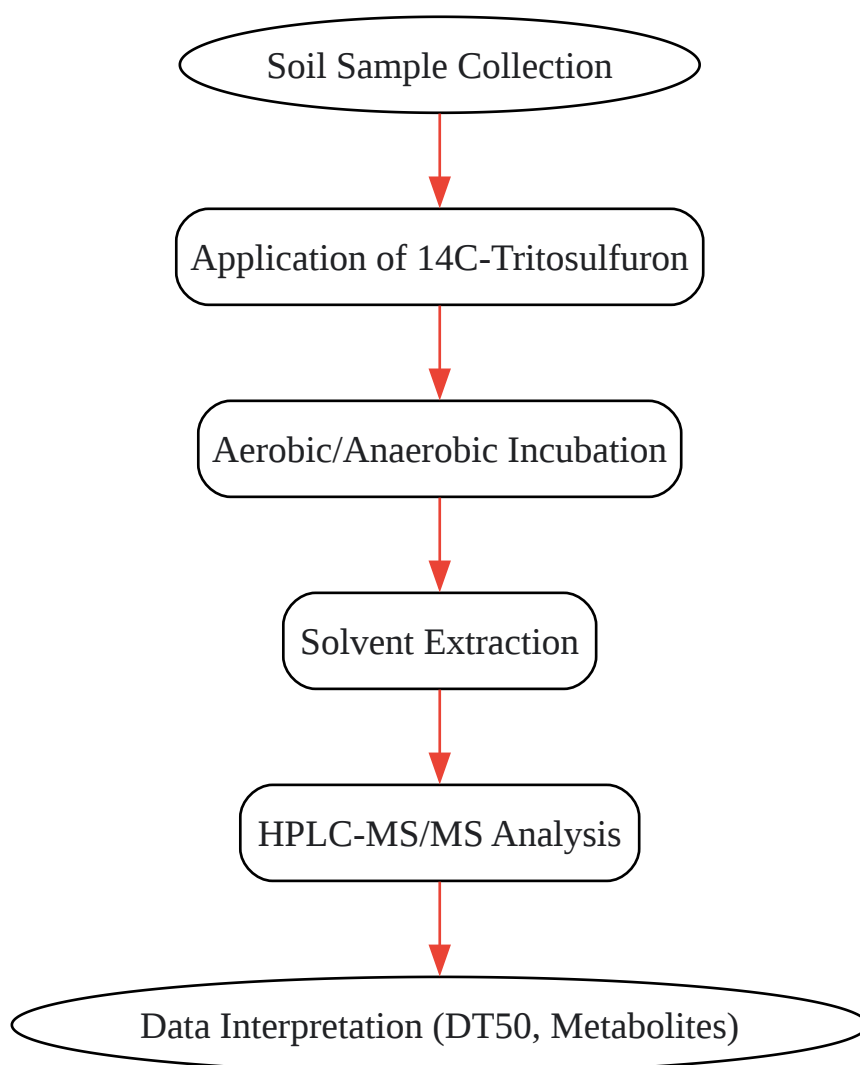 Soil Sample Collection
Application of 14C-Tritosulfuron
Aerobic/Anaerobic Incubation
Solvent Extraction
HPLC-MS/MS Analysis
Data Interpretation (DT50, Metabolites)